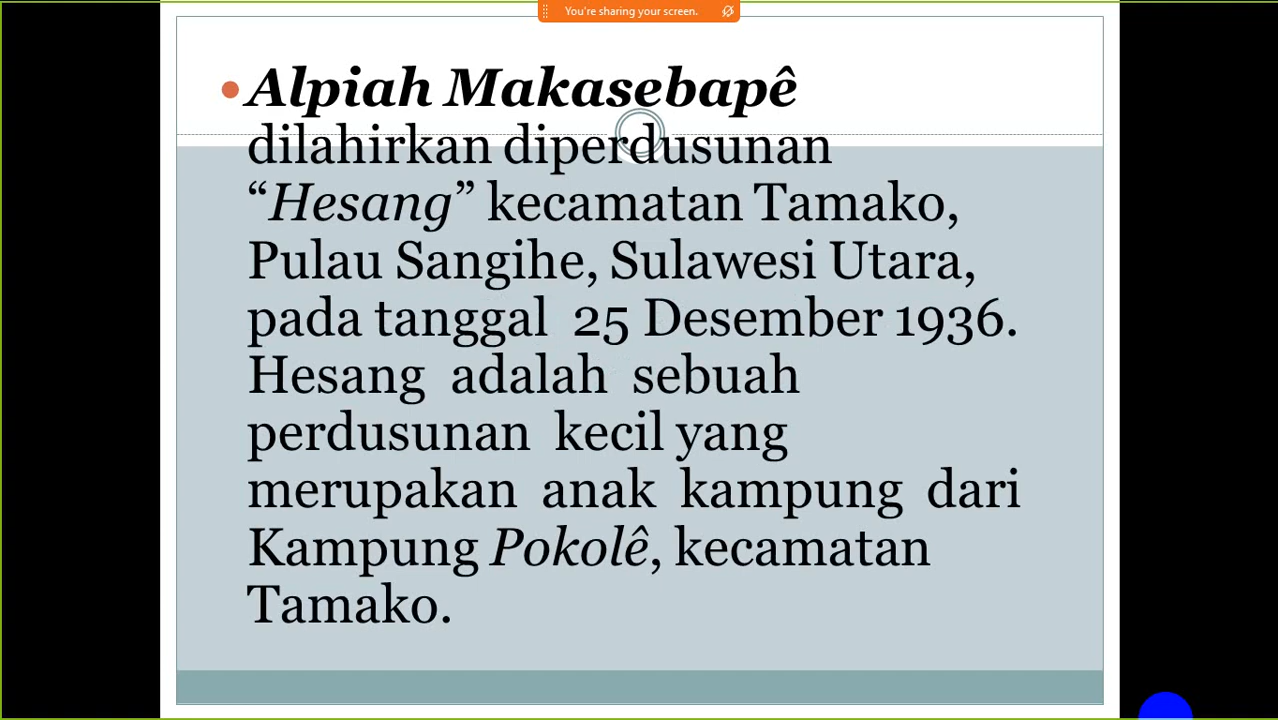 You're sharing your screen.
•Alpiah Makasebapê
dilahirkan diperdusunan
“Hesang” kecamatan Tamako,
Pulau Sangihe, Sulawesi Utara,
pada tanggal 25 Desember 1936.
Hesang adalah sebuah
perdusunan kecil yang
merupakan anak kampung dari
Kampung Pokolê, kecamatan
Tamako.